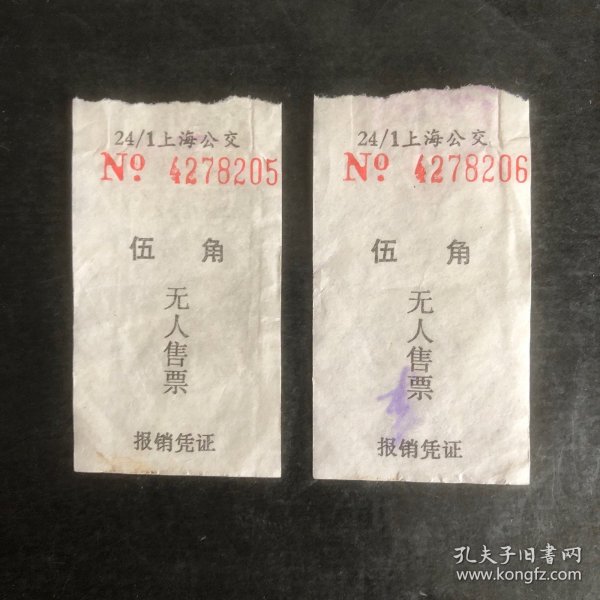 24/1上海公交
No 4278205
伍角
无人售票
报销凭证
24/1上海公交
No 4278206
伍角
无人售票
报销凭证
孔夫子旧書网
www.kongfz.com